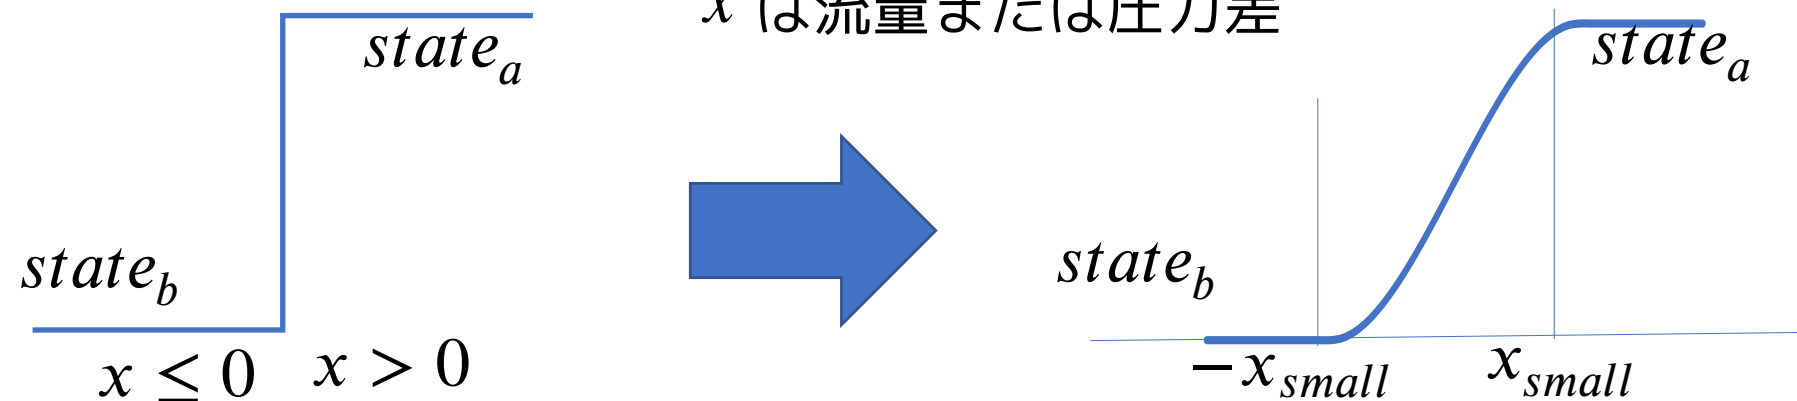 x は流量または圧力差
state_a
state_b
x ≤ 0
x > 0
state_a
state_b
−x_small
x_small